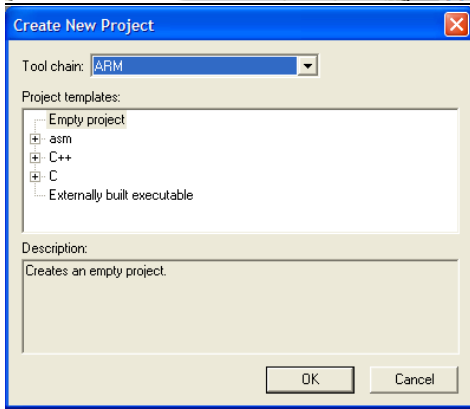 Create New Project
Tool chain: ARM
Project templates:
Empty project
asm
C++
C
Externally built executable
Description:
Creates an empty project.
OK Cancel